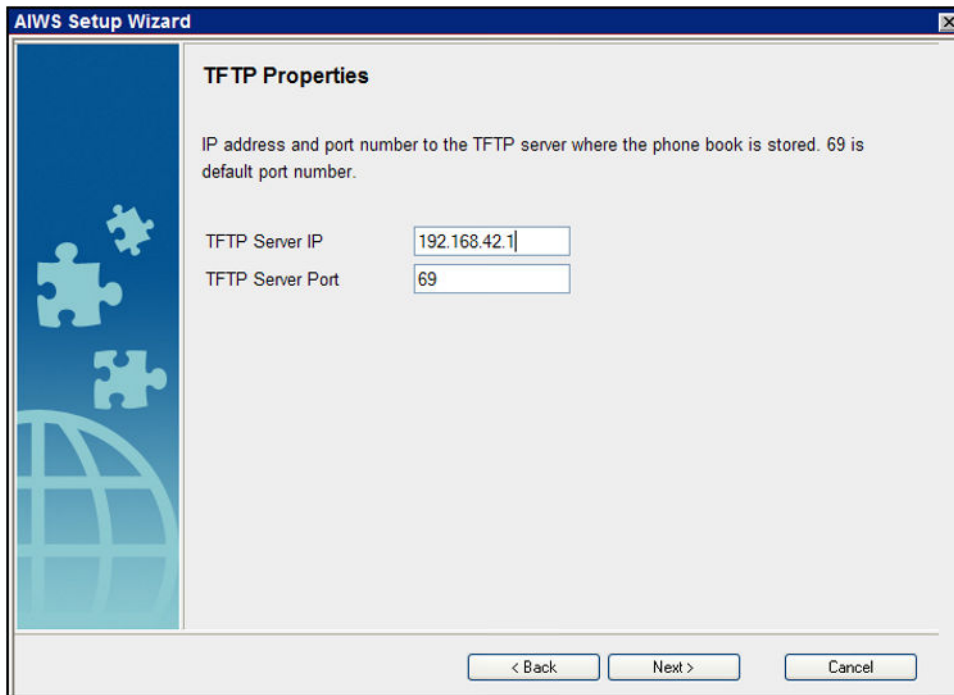 AIWS Setup Wizard
TFTP Properties
IP address and port number to the TFTP server where the phone book is stored. 69 is
default port number.
TFTP Server IP 192.168.42.1
TFTP Server Port 69
< Back Next > Cancel